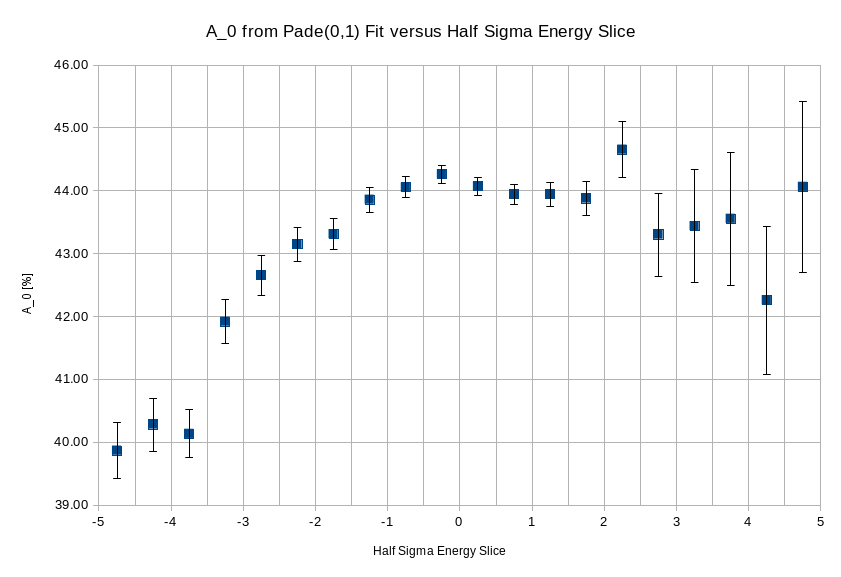 A_0 from Pade(0,1) Fit versus Half Sigma Energy Slice
46.00
45.00
44.00
43.00
42.00
41.00
40.00
39.00
A_0 [%]
-5 -4 -3 -2 -1 0 1 2 3 4 5
Half Sigma Energy Slice